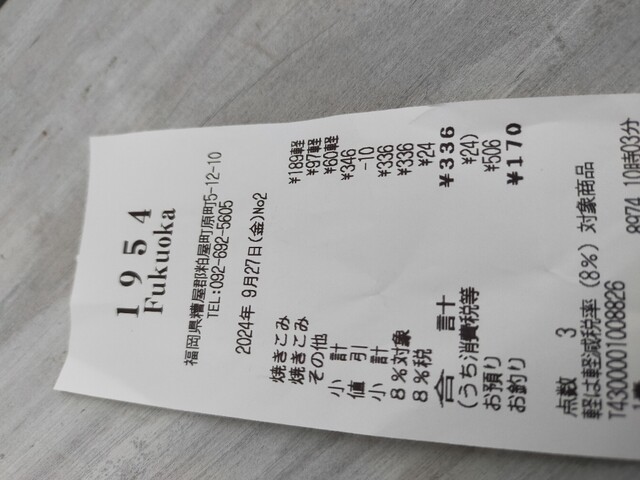 1954
Fukuoka
福岡県糟屋郡粕屋町原町5-12-10
TEL:092-692-5605
2024年 9月27日(金)No2
焼きこみ ¥189軽
焼きこみ ¥97軽
その他 ¥60軽
小 計 ¥346
値 引 -10
小 計 ¥336
8%対象 ¥336
8%税 ¥24
合 計 ¥336
(うち消費税等 ¥24)
お預り ¥506
お釣り ¥170
点数 3
軽は軽減税率(8%)対象商品
T4300001008826
8974 10時03分